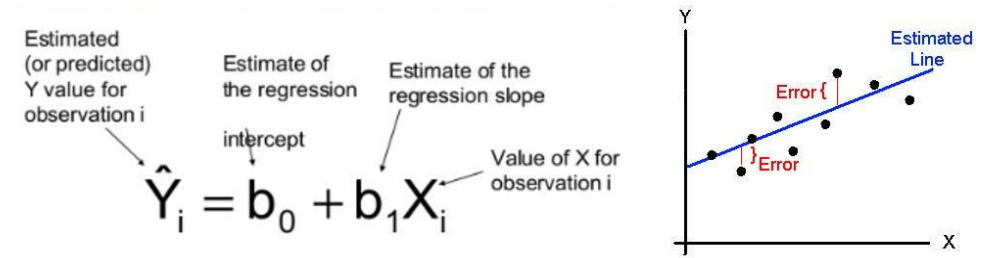 Estimated
(or predicted)
Y value for
observation i
Estimate of
the regression
intercept
Estimate of the
regression slope
Value of X for
observation i
Ŷᵢ = b₀ + b₁Xᵢ
Y
Estimated
Line
Error {
} Error
X